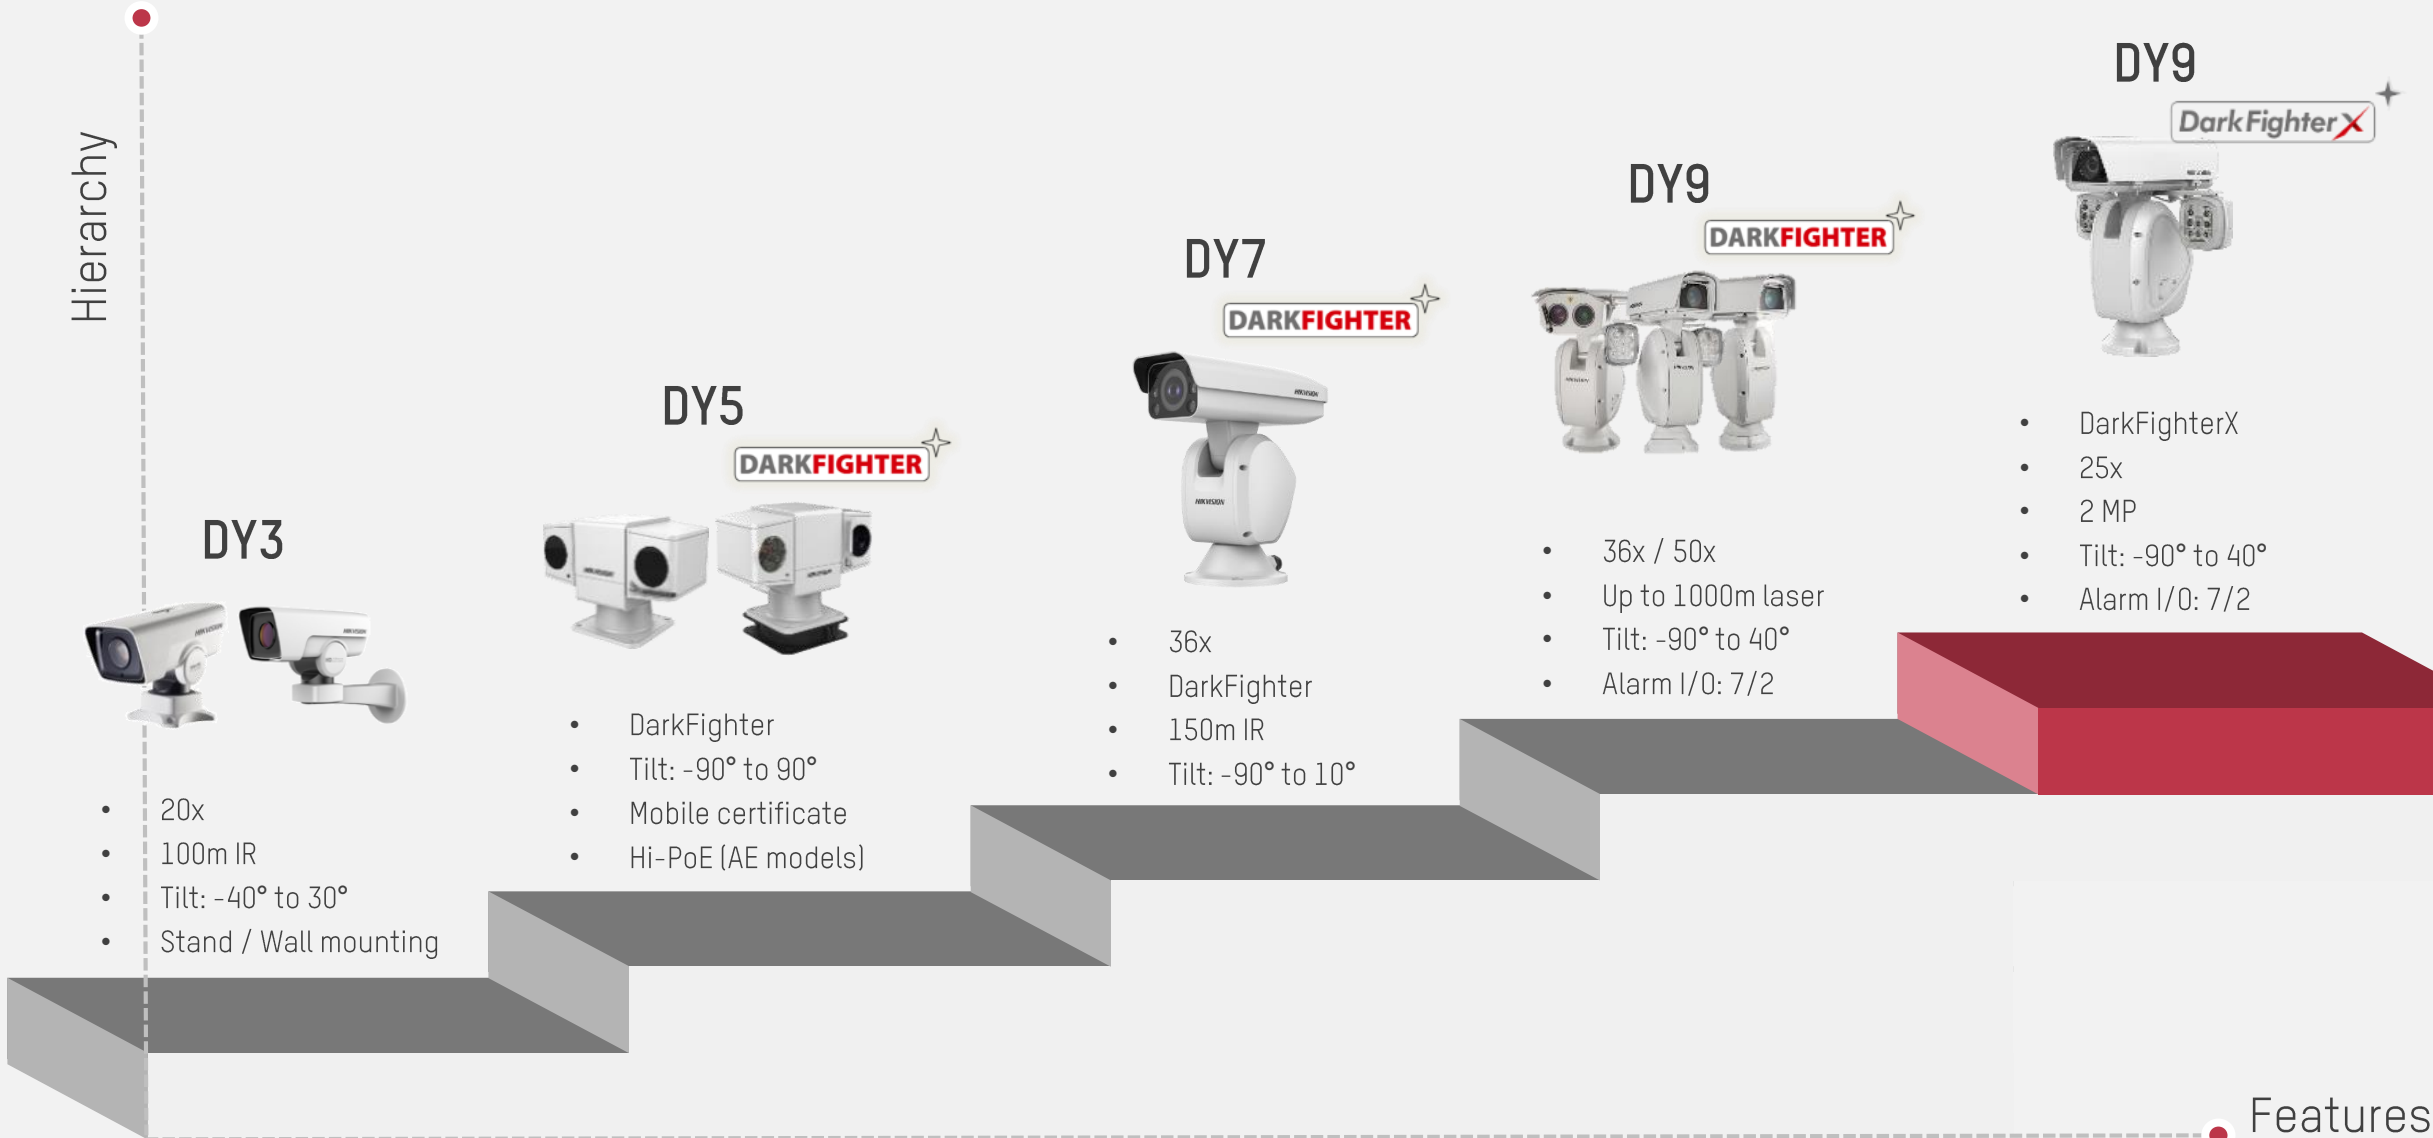 Hierarchy
DY3
20x
100m IR
Tilt: -40° to 30°
Stand / Wall mounting
DY5
DARKFIGHTER
DarkFighter
Tilt: -90° to 90°
Mobile certificate
Hi-PoE (AE models)
DY7
DARKFIGHTER
HIKVISION
HIKVISION
36x
DarkFighter
150m IR
Tilt: -90° to 10°
DY9
DARKFIGHTER
36x / 50x
Up to 1000m laser
Tilt: -90° to 40°
Alarm I/O: 7/2
DY9
DarkFighterX
DarkFighterX
25x
2 MP
Tilt: -90° to 40°
Alarm I/O: 7/2
Features